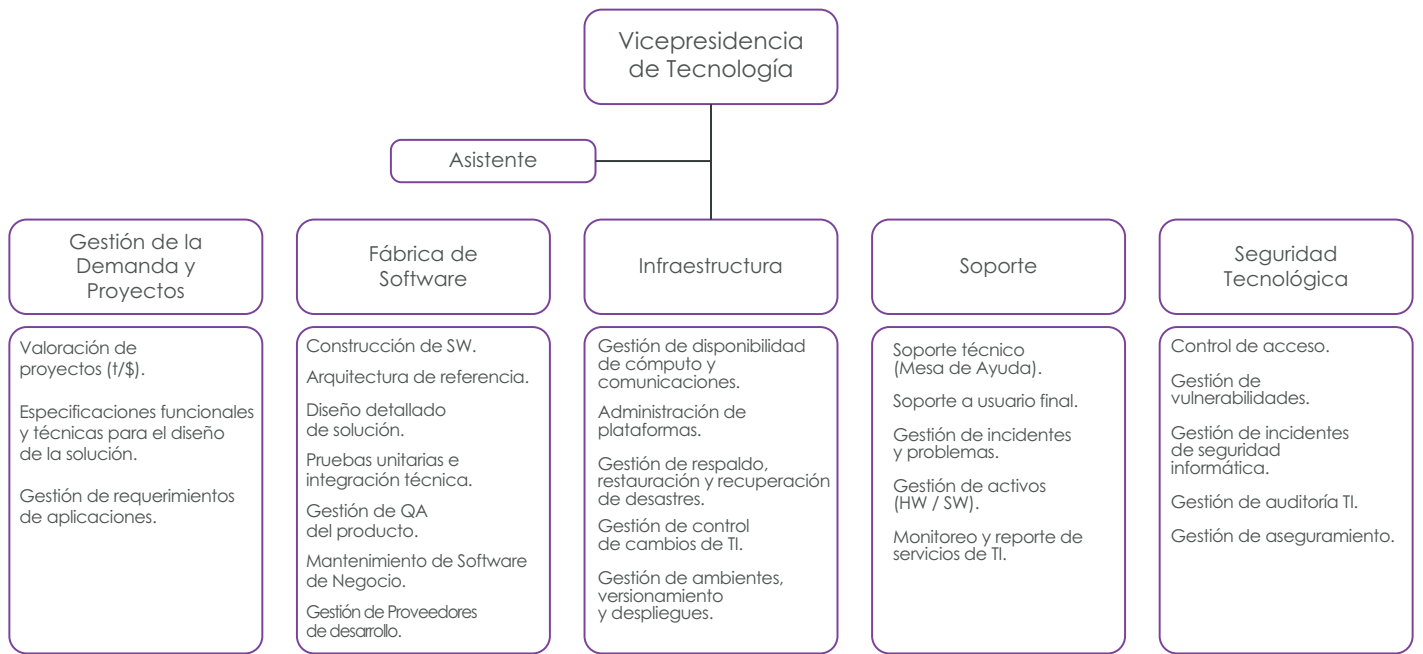 Vicepresidencia
de Tecnología
Asistente
Gestión de la
Demanda y
Proyectos
Valoración de
proyectos (t/$).
Especificaciones funcionales
y técnicas para el diseño
de la solución.
Gestión de requerimientos
de aplicaciones.
Fábrica de
Software
Construcción de SW.
Arquitectura de referencia.
Diseño detallado
de solución.
Pruebas unitarias e
integración técnica.
Gestión de QA
del producto.
Mantenimiento de Software
de Negocio.
Gestión de Proveedores
de desarrollo.
Infraestructura
Gestión de disponibilidad
de cómputo y
comunicaciones.
Administración de
plataformas.
Gestión de respaldo,
restauración y recuperación
de desastres.
Gestión de control
de cambios de TI.
Gestión de ambientes,
versionamiento
y despliegues.
Soporte
Soporte técnico
(Mesa de Ayuda).
Soporte a usuario final.
Gestión de incidentes
y problemas.
Gestión de activos
(HW / SW).
Monitoreo y reporte de
servicios de TI.
Seguridad
Tecnológica
Control de acceso.
Gestión de
vulnerabilidades.
Gestión de incidentes
de seguridad
informática.
Gestión de auditoría TI.
Gestión de aseguramiento.